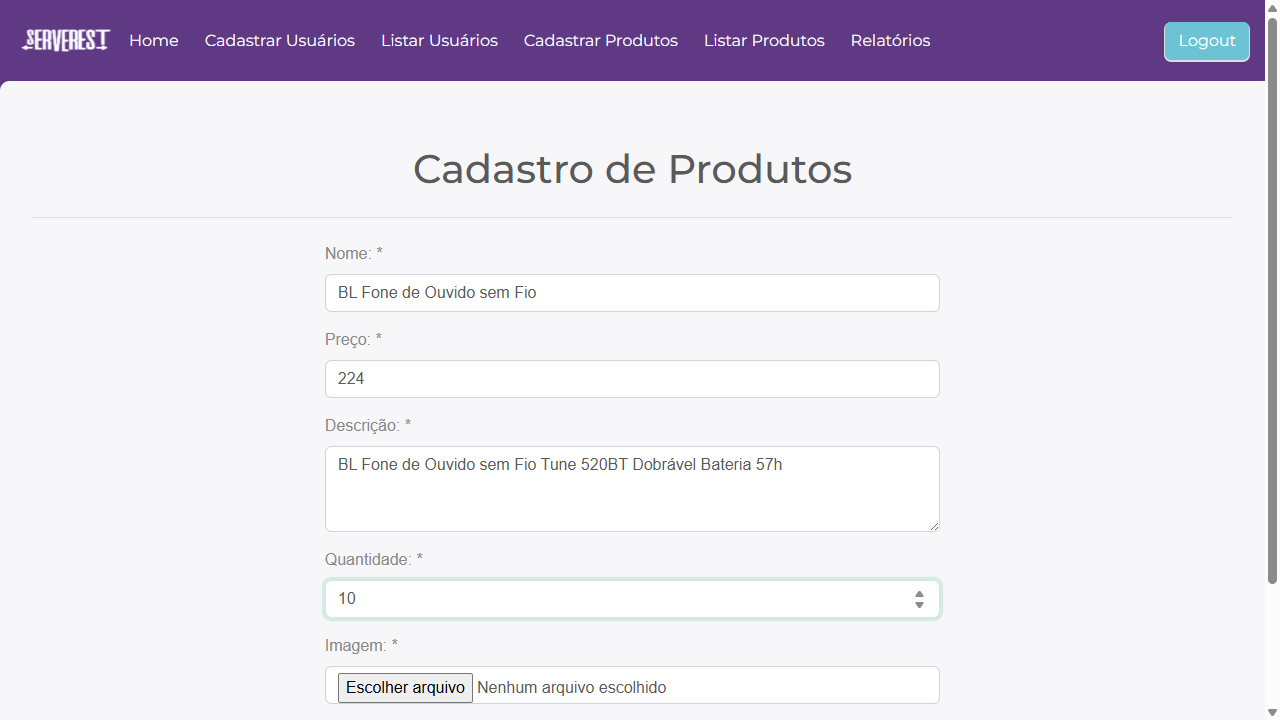 SERVEREST Home Cadastrar Usuários Listar Usuários Cadastrar Produtos Listar Produtos Relatórios Logout
Cadastro de Produtos
Nome: *
BL Fone de Ouvido sem Fio
Preço: *
224
Descrição: *
BL Fone de Ouvido sem Fio Tune 520BT Dobrável Bateria 57h
Quantidade: *
10
Imagem: *
Escolher arquivo Nenhum arquivo escolhido